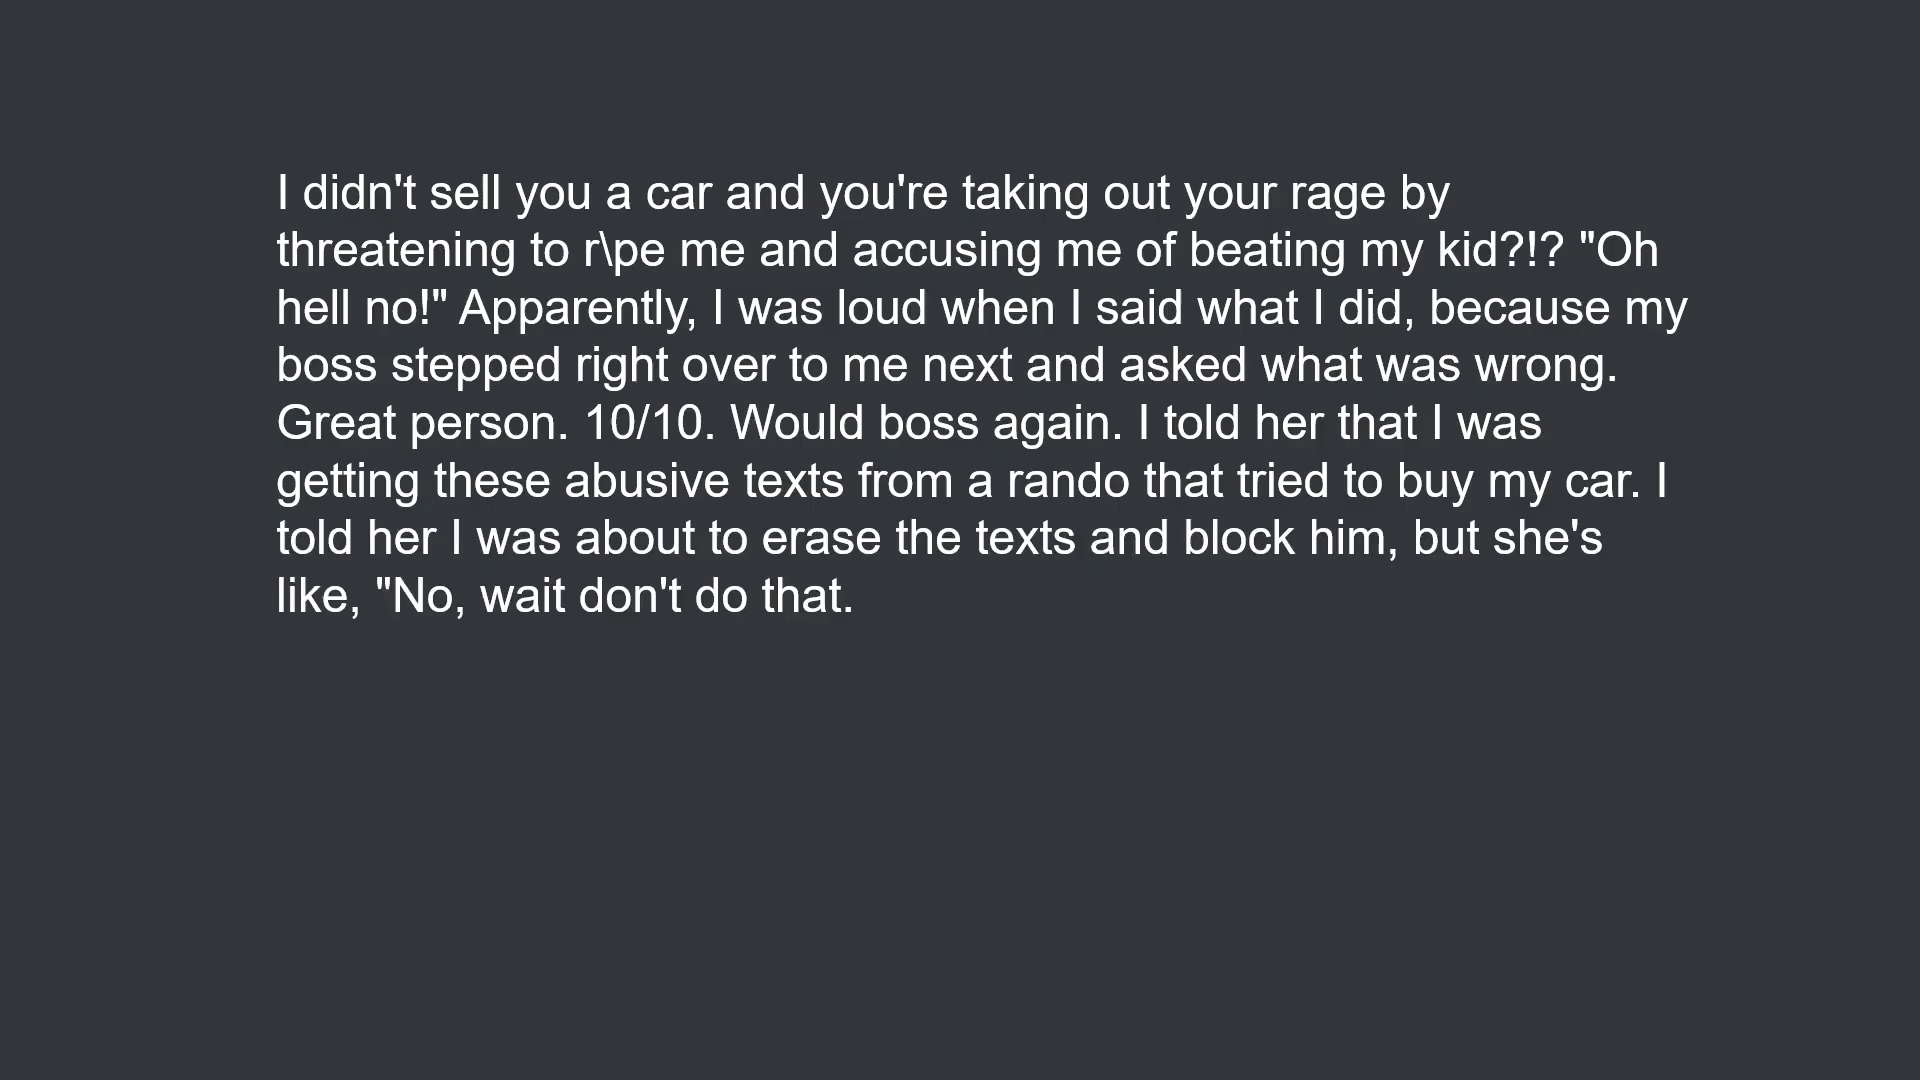 I didn't sell you a car and you're taking out your rage by
threatening to r\pe me and accusing me of beating my kid?!? "Oh
hell no!" Apparently, I was loud when I said what I did, because my
boss stepped right over to me next and asked what was wrong.
Great person. 10/10. Would boss again. I told her that I was
getting these abusive texts from a rando that tried to buy my car. I
told her I was about to erase the texts and block him, but she's
like, "No, wait don't do that.